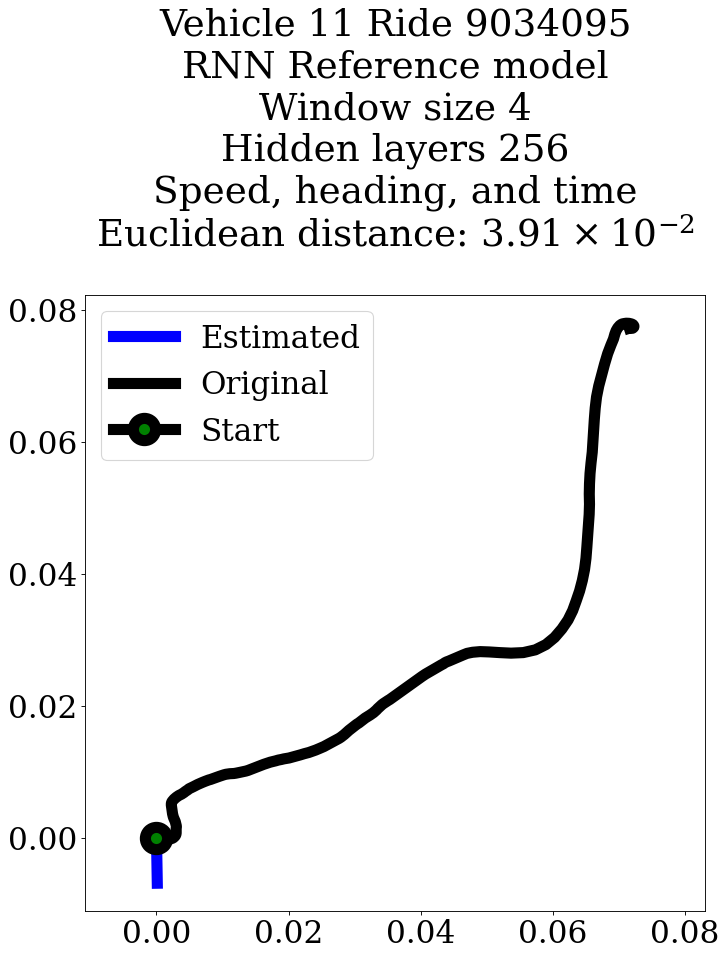 Vehicle 11 Ride 9034095
RNN Reference model
Window size 4
Hidden layers 256
Speed, heading, and time
Euclidean distance: 3.91 × 10⁻²
0.08
Estimated
Original
Start
0.06
0.04
0.02
0.00
0.00 0.02 0.04 0.06 0.08